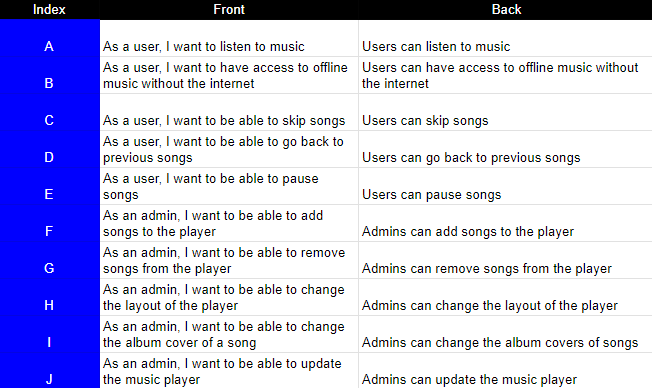 Index Front Back
A As a user, I want to listen to music Users can listen to music
B As a user, I want to have access to offline
music without the internet Users can have access to offline music without
the internet
C As a user, I want to be able to skip songs Users can skip songs
D As a user, I want to be able to go back to
previous songs Users can go back to previous songs
E As a user, I want to be able to pause
songs Users can pause songs
F As an admin, I want to be able to add
songs to the player Admins can add songs to the player
G As an admin, I want to be able to remove
songs from the player Admins can remove songs from the player
H As an admin, I want to be able to change
the layout of the player Admins can change the layout of the player
I As an admin, I want to be able to change
the album cover of a song Admins can change the album covers of songs
J As an admin, I want to be able to update
the music player Admins can update the music player